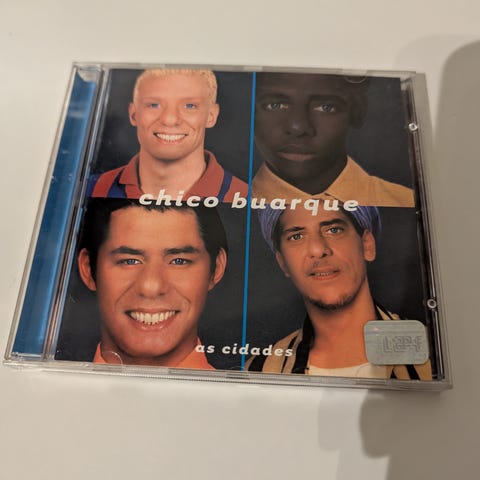 chico buarque
as cidades